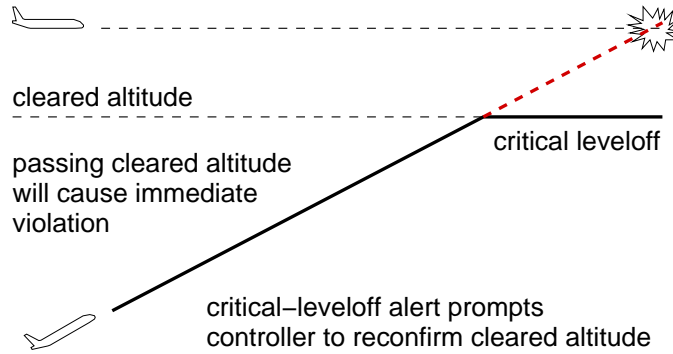 cleared altitude
critical leveloff
passing cleared altitude
will cause immediate
violation
critical–leveloff alert prompts
controller to reconfirm cleared altitude